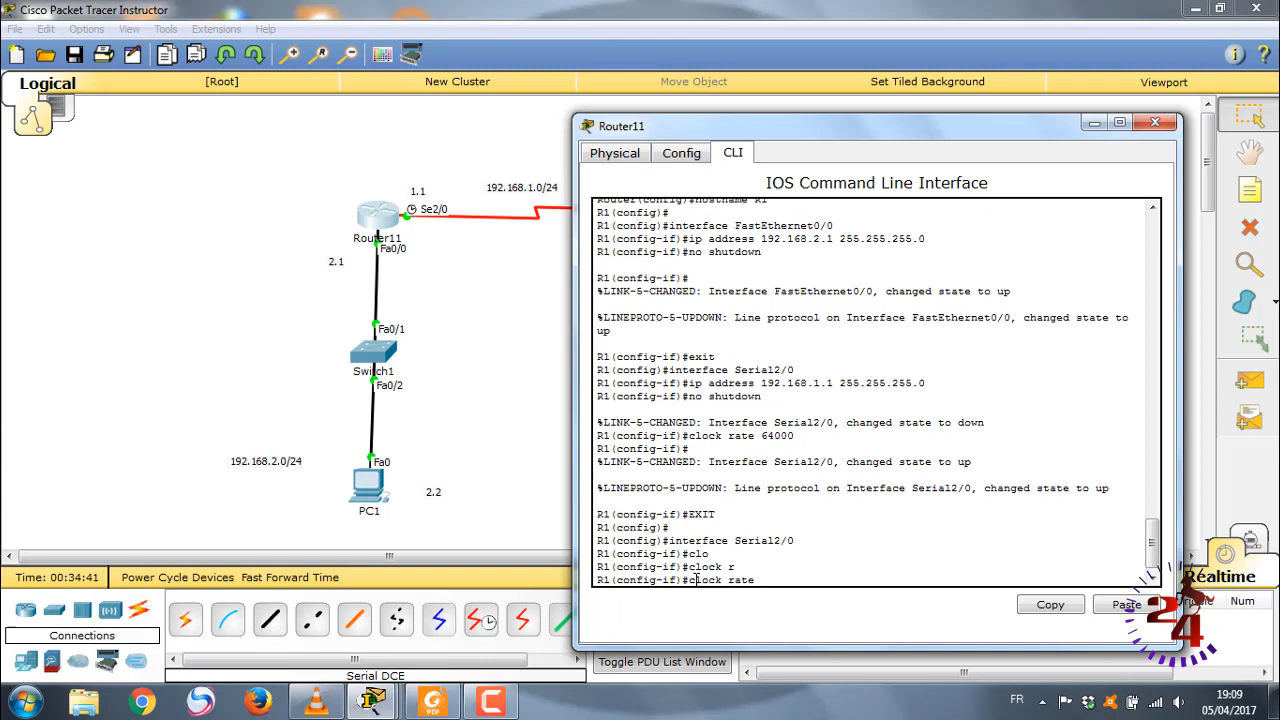 Cisco Packet Tracer Instructor
File Edit Options View Tools Extensions Help
Logical [Root] New Cluster Move Object Set Tiled Background Viewport
1.1
192.168.1.0/24
Se2/0
Router11
Fa0/0
2.1
Fa0/1
Switch1
Fa0/2
192.168.2.0/24
Fa0
2.2
PC1
Router11
Physical Config CLI
IOS Command Line Interface
Router(config)#hostname R1
R1(config)#
R1(config)#interface FastEthernet0/0
R1(config-if)#ip address 192.168.2.1 255.255.255.0
R1(config-if)#no shutdown
R1(config-if)#
%LINK-5-CHANGED: Interface FastEthernet0/0, changed state to up
%LINEPROTO-5-UPDOWN: Line protocol on Interface FastEthernet0/0, changed state to
up
R1(config-if)#exit
R1(config)#interface Serial2/0
R1(config-if)#ip address 192.168.1.1 255.255.255.0
R1(config-if)#no shutdown
%LINK-5-CHANGED: Interface Serial2/0, changed state to down
R1(config-if)#clock rate 64000
R1(config-if)#
%LINK-5-CHANGED: Interface Serial2/0, changed state to up
%LINEPROTO-5-UPDOWN: Line protocol on Interface Serial2/0, changed state to up
R1(config-if)#EXIT
R1(config)#
R1(config)#interface Serial2/0
R1(config-if)#clo
R1(config-if)#clock r
R1(config-if)#clock rate
Copy Paste
Time: 00:34:41 Power Cycle Devices Fast Forward Time
Realtime
Num
Connections
Serial DCE
Toggle PDU List Window
24
PDF
FR
19:09
05/04/2017